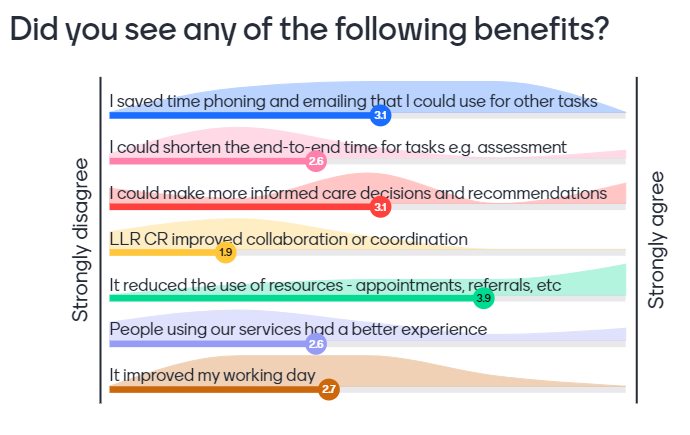 Did you see any of the following benefits?
Strongly disagree
I saved time phoning and emailing that I could use for other tasks
3.1
I could shorten the end-to-end time for tasks e.g. assessment
2.6
I could make more informed care decisions and recommendations
3.1
LLR CR improved collaboration or coordination
1.9
It reduced the use of resources - appointments, referrals, etc
3.9
People using our services had a better experience
2.6
It improved my working day
2.7
Strongly agree